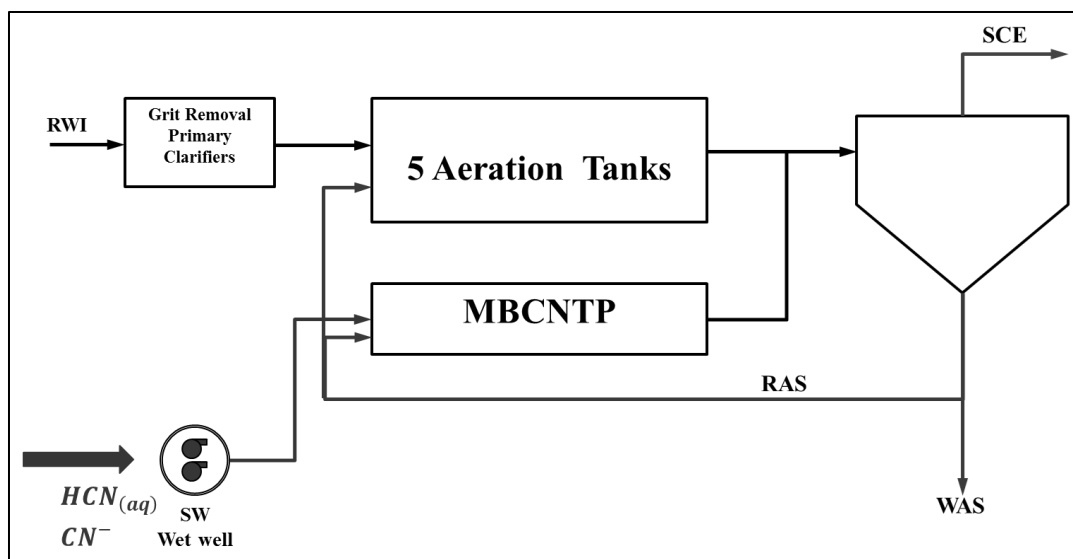 SCE
RWI
Grit Removal
Primary
Clarifiers
5 Aeration Tanks
MBCNTP
RAS
HCN(aq)
CN⁻
SW
Wet well
WAS